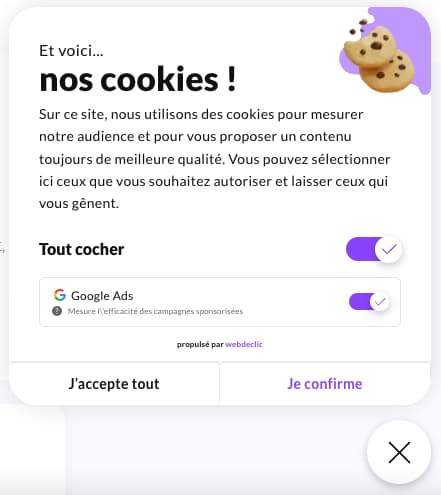 Et voici...
nos cookies !
Sur ce site, nous utilisons des cookies pour mesurer
notre audience et pour vous proposer un contenu
toujours de meilleure qualité. Vous pouvez sélectionner
ici ceux que vous souhaitez autoriser et laisser ceux qui
vous gênent.
Tout cocher
Google Ads
? Mesure l\'efficacité des campagnes sponsorisées
propulsé par webdeclic
J'accepte tout
Je confirme